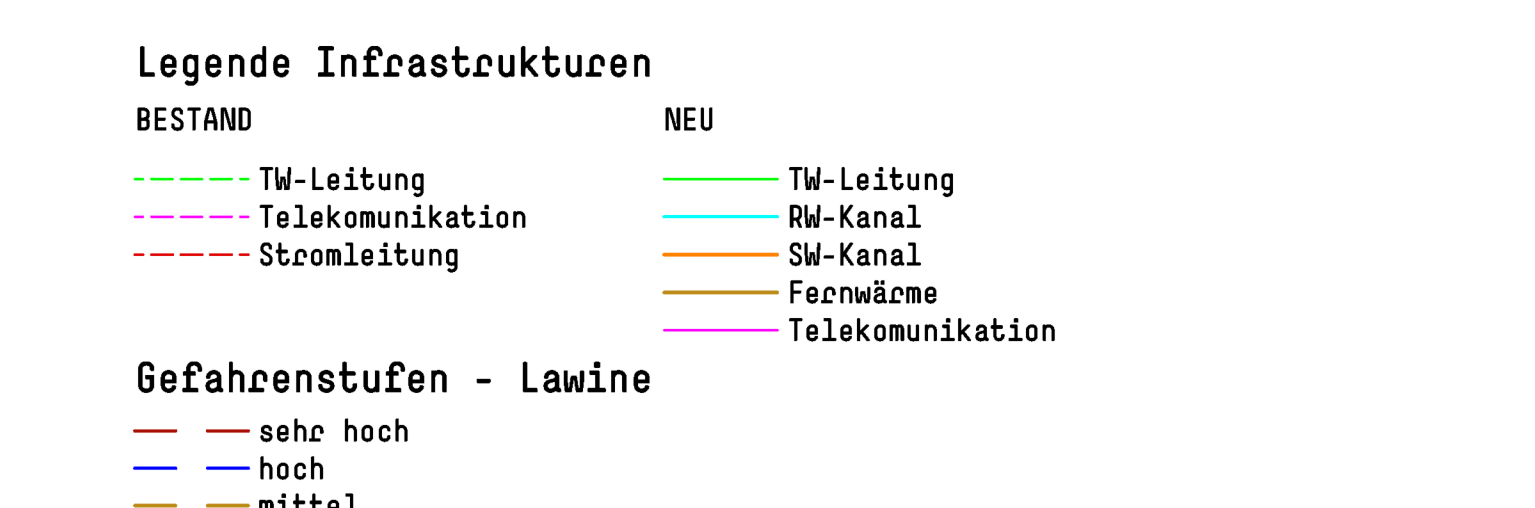 Legende Infrastrukturen
BESTAND
TW-Leitung
Telekomunikation
Stromleitung
NEU
TW-Leitung
RW-Kanal
SW-Kanal
Fernwärme
Telekomunikation
Gefahrenstufen - Lawine
sehr hoch
hoch
mittel